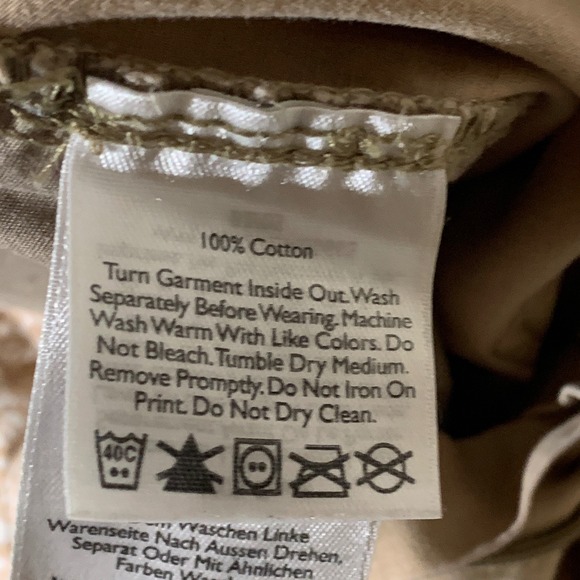 100% Cotton
Turn Garment Inside Out. Wash
Separately Before Wearing. Machine
Wash Warm With Like Colors. Do
Not Bleach. Tumble Dry Medium.
Remove Promptly. Do Not Iron On
Print. Do Not Dry Clean.
40C
Waschen Linke
Warenseite Nach Aussen Drehen,
Separat Oder Mit Ähnlichen
Farben